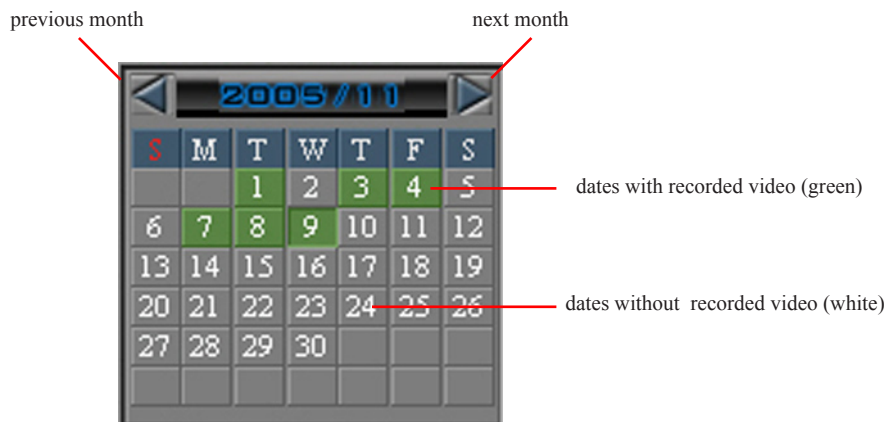 previous month
next month
2005/11
S M T W T F S
1 2 3 4 5
dates with recorded video (green)
6 7 8 9 10 11 12
13 14 15 16 17 18 19
20 21 22 23 24 25 26
dates without recorded video (white)
27 28 29 30